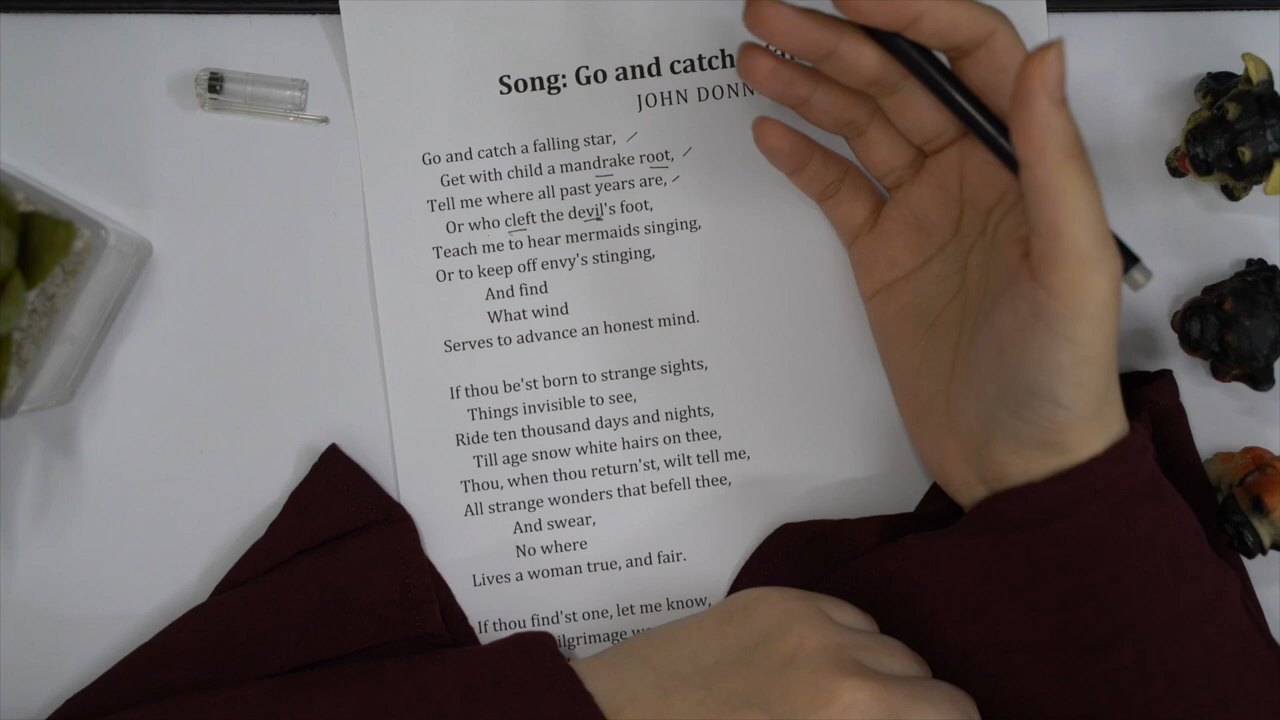 Song: Go and catch
JOHN DONN
Go and catch a falling star,
Get with child a mandrake root,
Tell me where all past years are,
Or who cleft the devil's foot,
Teach me to hear mermaids singing,
Or to keep off envy's stinging,
And find
What wind
Serves to advance an honest mind.
If thou be'st born to strange sights,
Things invisible to see,
Ride ten thousand days and nights,
Till age snow white hairs on thee,
Thou, when thou return'st, wilt tell me,
All strange wonders that befell thee,
And swear,
No where
Lives a woman true, and fair.
If thou find'st one, let me know,
ilgrimage